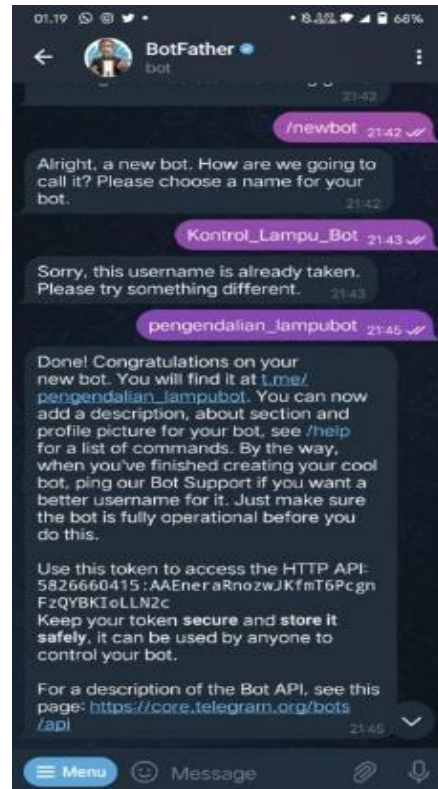 01.19
68%
BotFather
bot
21:42
/newbot 21:42
Alright, a new bot. How are we going to
call it? Please choose a name for your
bot.
21:42
Kontrol_Lampu_Bot 21:43
Sorry, this username is already taken.
Please try something different. 21:43
pengendalian_lampubot 21:45
Done! Congratulations on your
new bot. You will find it at t.me/
pengendalian_lampubot. You can now
add a description, about section and
profile picture for your bot, see /help
for a list of commands. By the way,
when you've finished creating your cool
bot, ping our Bot Support if you want a
better username for it. Just make sure
the bot is fully operational before you
do this.
Use this token to access the HTTP API:
5826660415:AAEneraRnozwJKfmT6Pcgn
FzQYBKIoLLN2c
Keep your token secure and store it
safely, it can be used by anyone to
control your bot.
For a description of the Bot API, see this
page: https://core.telegram.org/bots
/api
21:45
Menu
Message